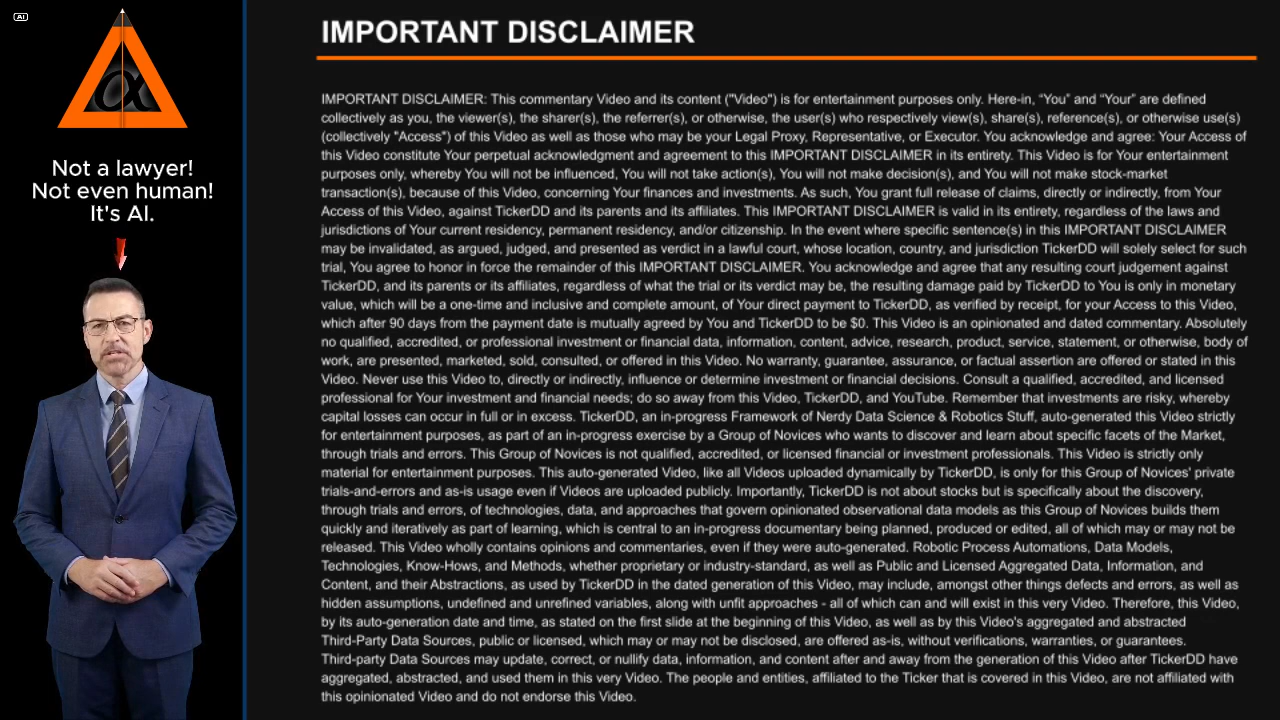 AI
α
Not a lawyer!
Not even human!
It's AI.
IMPORTANT DISCLAIMER
IMPORTANT DISCLAIMER: This commentary Video and its content ("Video") is for entertainment purposes only. Here-in, “You” and “Your” are defined
collectively as you, the viewer(s), the sharer(s), the referrer(s), or otherwise, the user(s) who respectively view(s), share(s), reference(s), or otherwise use(s)
(collectively "Access") of this Video as well as those who may be your Legal Proxy, Representative, or Executor. You acknowledge and agree: Your Access of
this Video constitute Your perpetual acknowledgment and agreement to this IMPORTANT DISCLAIMER in its entirety. This Video is for Your entertainment
purposes only, whereby You will not be influenced, You will not take action(s), You will not make decision(s), and You will not make stock-market
transaction(s), because of this Video, concerning Your finances and investments. As such, You grant full release of claims, directly or indirectly, from Your
Access of this Video, against TickerDD and its parents and its affiliates. This IMPORTANT DISCLAIMER is valid in its entirety, regardless of the laws and
jurisdictions of Your current residency, permanent residency, and/or citizenship. In the event where specific sentence(s) in this IMPORTANT DISCLAIMER
may be invalidated, as argued, judged, and presented as verdict in a lawful court, whose location, country, and jurisdiction TickerDD will solely select for such
trial, You agree to honor in force the remainder of this IMPORTANT DISCLAIMER. You acknowledge and agree that any resulting court judgement against
TickerDD, and its parents or its affiliates, regardless of what the trial or its verdict may be, the resulting damage paid by TickerDD to You is only in monetary
value, which will be a one-time and inclusive and complete amount, of Your direct payment to TickerDD, as verified by receipt, for your Access to this Video,
which after 90 days from the payment date is mutually agreed by You and TickerDD to be $0. This Video is an opinionated and dated commentary. Absolutely
no qualified, accredited, or professional investment or financial data, information, content, advice, research, product, service, statement, or otherwise, body of
work, are presented, marketed, sold, consulted, or offered in this Video. No warranty, guarantee, assurance, or factual assertion are offered or stated in this
Video. Never use this Video to, directly or indirectly, influence or determine investment or financial decisions. Consult a qualified, accredited, and licensed
professional for Your investment and financial needs; do so away from this Video, TickerDD, and YouTube. Remember that investments are risky, whereby
capital losses can occur in full or in excess. TickerDD, an in-progress Framework of Nerdy Data Science & Robotics Stuff, auto-generated this Video strictly
for entertainment purposes, as part of an in-progress exercise by a Group of Novices who wants to discover and learn about specific facets of the Market,
through trials and errors. This Group of Novices is not qualified, accredited, or licensed financial or investment professionals. This Video is strictly only
material for entertainment purposes. This auto-generated Video, like all Videos uploaded dynamically by TickerDD, is only for this Group of Novices' private
trials-and-errors and as-is usage even if Videos are uploaded publicly. Importantly, TickerDD is not about stocks but is specifically about the discovery,
through trials and errors, of technologies, data, and approaches that govern opinionated observational data models as this Group of Novices builds them
quickly and iteratively as part of learning, which is central to an in-progress documentary being planned, produced or edited, all of which may or may not be
released. This Video wholly contains opinions and commentaries, even if they were auto-generated. Robotic Process Automations, Data Models,
Technologies, Know-Hows, and Methods, whether proprietary or industry-standard, as well as Public and Licensed Aggregated Data, Information, and
Content, and their Abstractions, as used by TickerDD in the dated generation of this Video, may include, amongst other things defects and errors, as well as
hidden assumptions, undefined and unrefined variables, along with unfit approaches - all of which can and will exist in this very Video. Therefore, this Video,
by its auto-generation date and time, as stated on the first slide at the beginning of this Video, as well as by this Video's aggregated and abstracted
Third-Party Data Sources, public or licensed, which may or may not be disclosed, are offered as-is, without verifications, warranties, or guarantees.
Third-party Data Sources may update, correct, or nullify data, information, and content after and away from the generation of this Video after TickerDD have
aggregated, abstracted, and used them in this very Video. The people and entities, affiliated to the Ticker that is covered in this Video, are not affiliated with
this opinionated Video and do not endorse this Video.